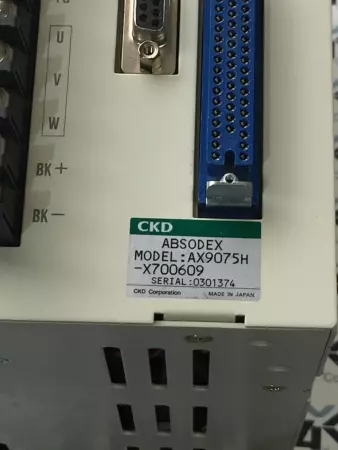 U
V
W
BK+
BK-
CKD
ABSODEX
MODEL:AX9075H
-X700609
SERIAL:0301374
CKD Corporation MADE IN JAPAN